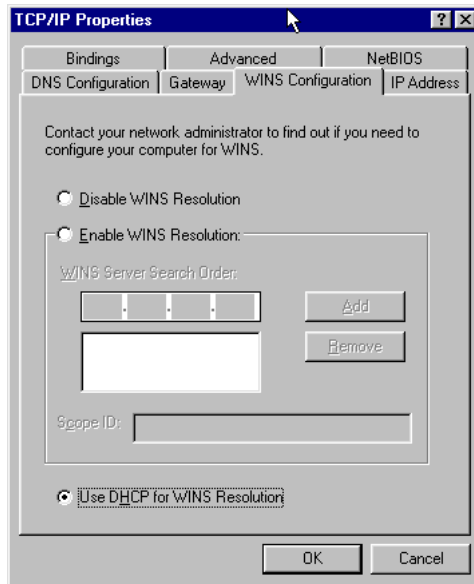 TCP/IP Properties
Bindings
Advanced
NetBIOS
DNS Configuration
Gateway
WINS Configuration
IP Address
Contact your network administrator to find out if you need to
configure your computer for WINS.
Disable WINS Resolution
Enable WINS Resolution:
WINS Server Search Order:
Add
Remove
Scope ID:
Use DHCP for WINS Resolution
OK
Cancel